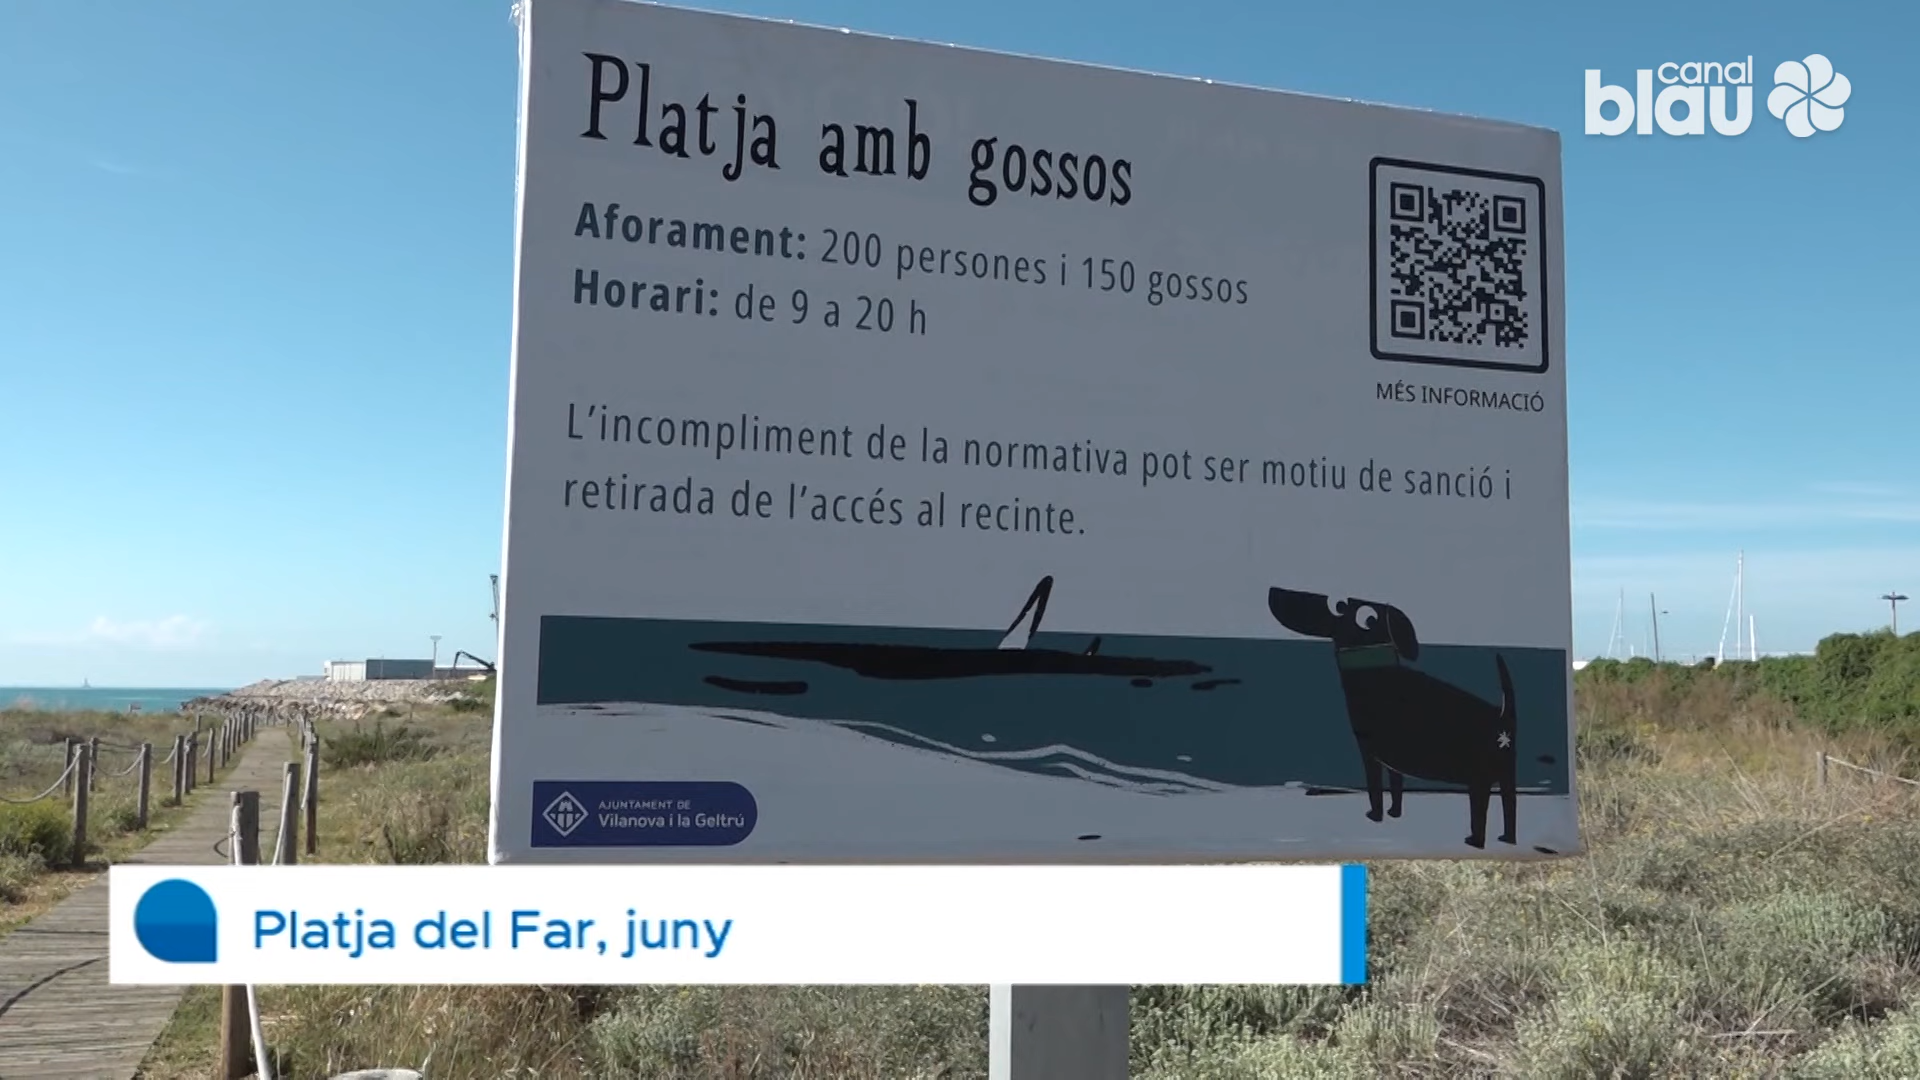 canal
blau
Platja amb gossos
Aforament: 200 persones i 150 gossos
Horari: de 9 a 20 h
MÉS INFORMACIÓ
L'incompliment de la normativa pot ser motiu de sanció i
retirada de l'accés al recinte.
AJUNTAMENT DE
Vilanova i la Geltrú
Platja del Far, juny